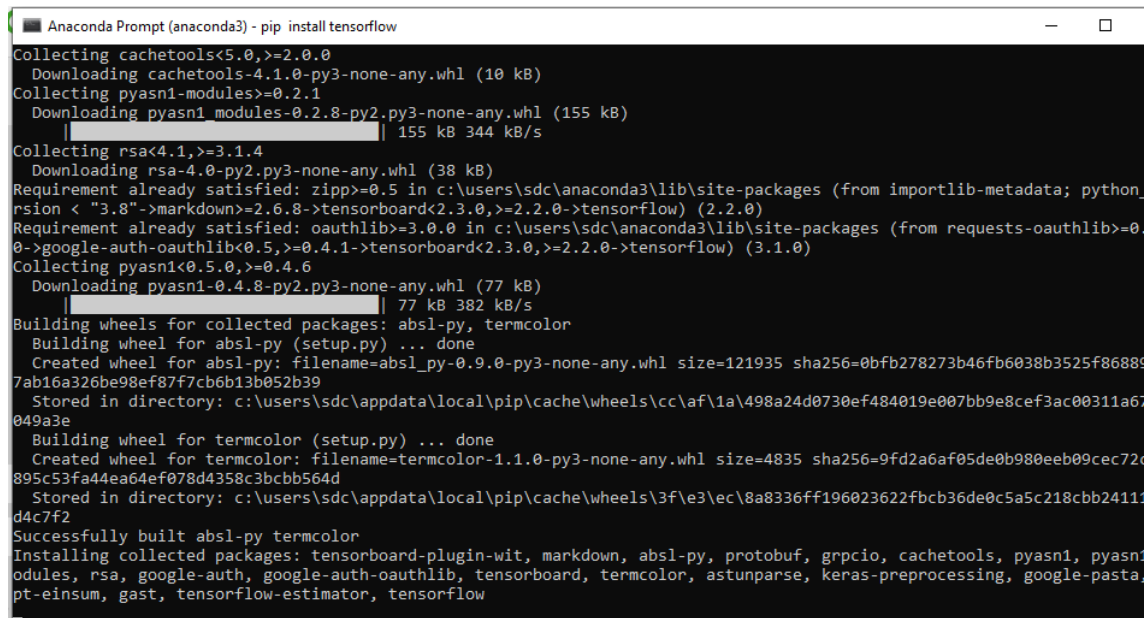 Anaconda Prompt (anaconda3) - pip install tensorflow
Collecting cachetools<5.0,>=2.0.0
  Downloading cachetools-4.1.0-py3-none-any.whl (10 kB)
Collecting pyasn1-modules>=0.2.1
  Downloading pyasn1_modules-0.2.8-py2.py3-none-any.whl (155 kB)
     |████████████████████████████████| 155 kB 344 kB/s
Collecting rsa<4.1,>=3.1.4
  Downloading rsa-4.0-py2.py3-none-any.whl (38 kB)
Requirement already satisfied: zipp>=0.5 in c:\users\sdc\anaconda3\lib\site-packages (from importlib-metadata; python_
rsion < "3.8"->markdown>=2.6.8->tensorboard<2.3.0,>=2.2.0->tensorflow) (2.2.0)
Requirement already satisfied: oauthlib>=3.0.0 in c:\users\sdc\anaconda3\lib\site-packages (from requests-oauthlib>=0.
0->google-auth-oauthlib<0.5,>=0.4.1->tensorboard<2.3.0,>=2.2.0->tensorflow) (3.1.0)
Collecting pyasn1<0.5.0,>=0.4.6
  Downloading pyasn1-0.4.8-py2.py3-none-any.whl (77 kB)
     |████████████████████████████████| 77 kB 382 kB/s
Building wheels for collected packages: absl-py, termcolor
  Building wheel for absl-py (setup.py) ... done
  Created wheel for absl-py: filename=absl_py-0.9.0-py3-none-any.whl size=121935 sha256=0bfb278273b46fb6038b3525f86889
7ab16a326be98ef87f7cb6b13b052b39
  Stored in directory: c:\users\sdc\appdata\local\pip\cache\wheels\cc\af\1a\498a24d0730ef484019e007bb9e8cef3ac00311a67
049a3e
  Building wheel for termcolor (setup.py) ... done
  Created wheel for termcolor: filename=termcolor-1.1.0-py3-none-any.whl size=4835 sha256=9fd2a6af05de0b980eeb09cec72c
895c53fa44ea64ef078d4358c3bcbb564d
  Stored in directory: c:\users\sdc\appdata\local\pip\cache\wheels\3f\e3\ec\8a8336ff196023622fbcb36de0c5a5c218cbb24111
d4c7f2
Successfully built absl-py termcolor
Installing collected packages: tensorboard-plugin-wit, markdown, absl-py, protobuf, grpcio, cachetools, pyasn1, pyasn1
odules, rsa, google-auth, google-auth-oauthlib, tensorboard, termcolor, astunparse, keras-preprocessing, google-pasta,
pt-einsum, gast, tensorflow-estimator, tensorflow